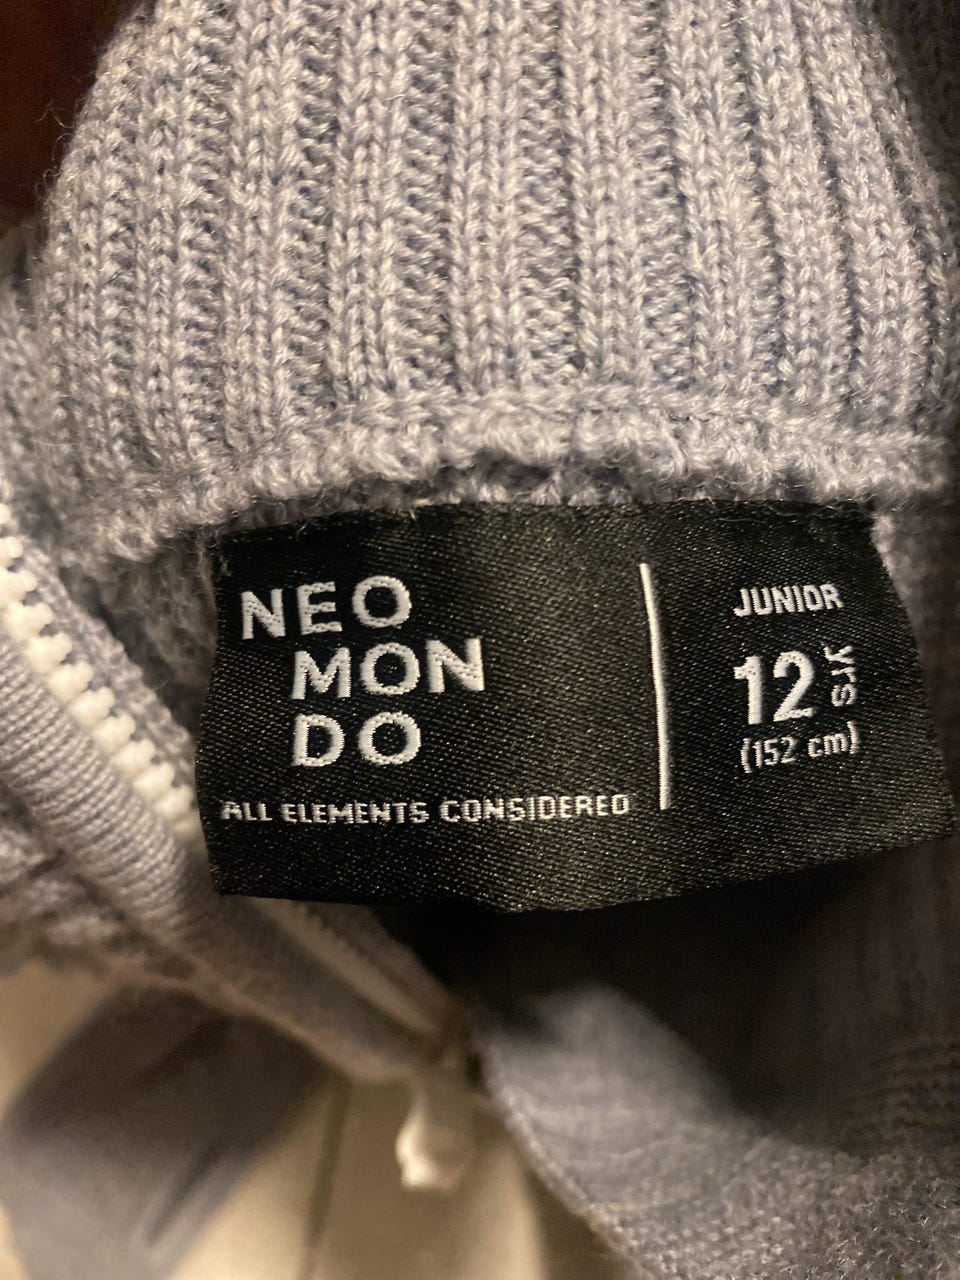 NEO
MON
DO
ALL ELEMENTS CONSIDERED
JUNIOR
12 YRS
(152 cm)